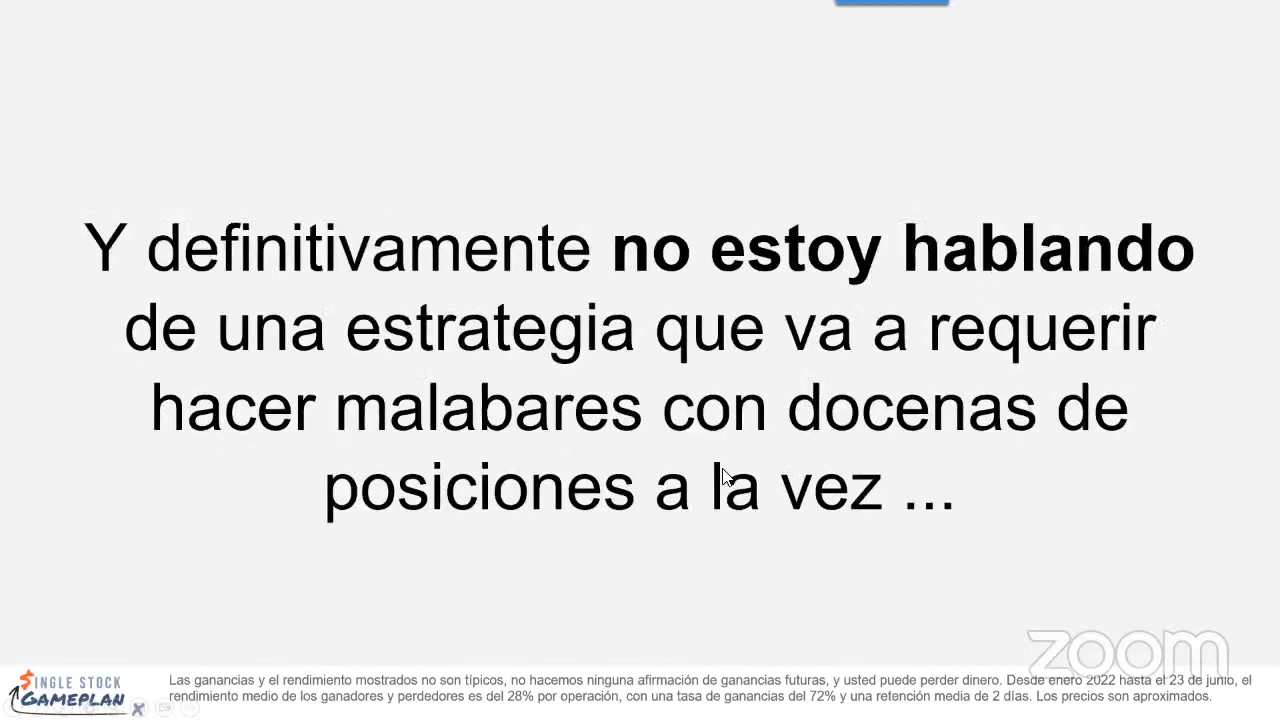 Y definitivamente no estoy hablando
de una estrategia que va a requerir
hacer malabares con docenas de
posiciones a la vez ...
zoom
$INGLE STOCK
GAMEPLAN
Las ganancias y el rendimiento mostrados no son típicos, no hacemos ninguna afirmación de ganancias futuras, y usted puede perder dinero. Desde enero 2022 hasta el 23 de junio, el
rendimiento medio de los ganadores y perdedores es del 28% por operación, con una tasa de ganancias del 72% y una retención media de 2 días. Los precios son aproximados.